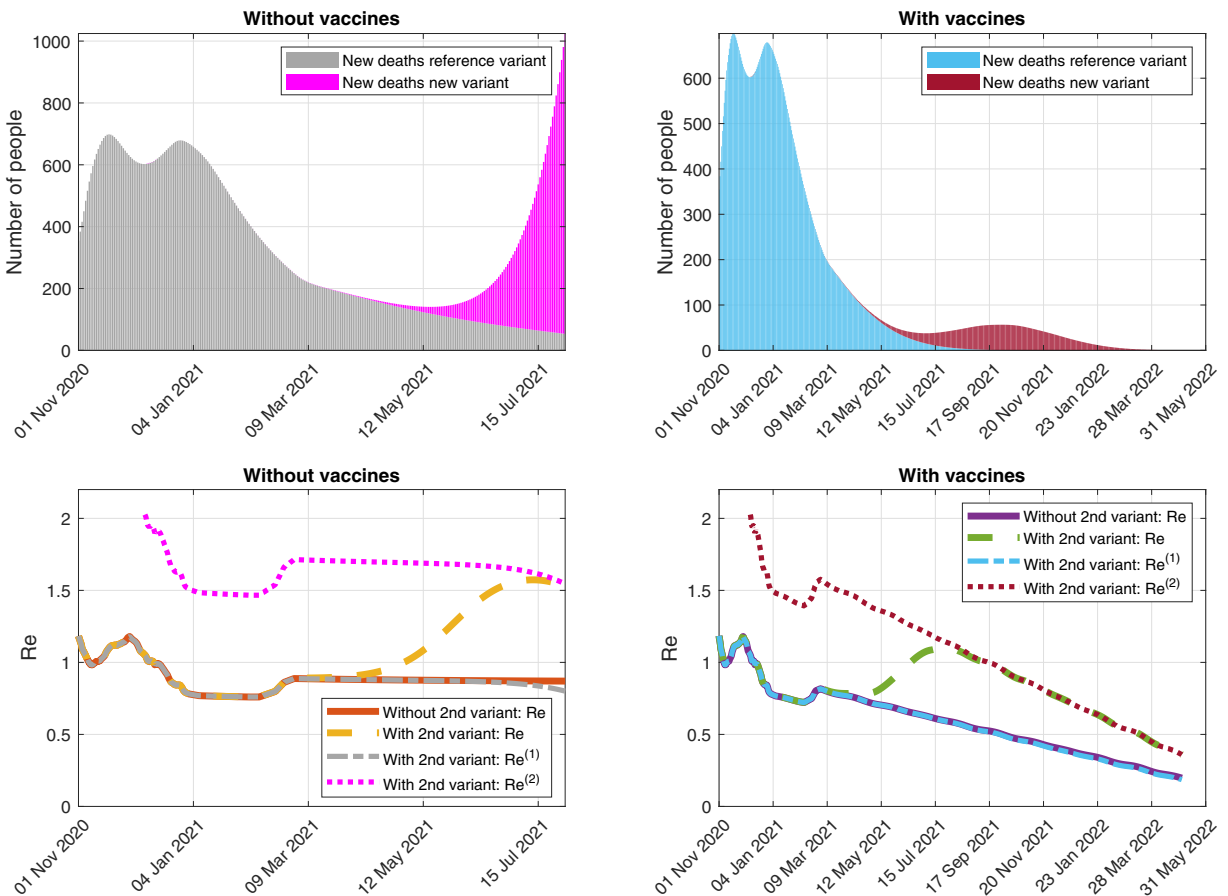 Without vaccines
1000
800
600
400
200
0
Number of people
New deaths reference variant
New deaths new variant
01 Nov 2020
04 Jan 2021
09 Mar 2021
12 May 2021
15 Jul 2021
With vaccines
600
500
400
300
200
100
0
Number of people
New deaths reference variant
New deaths new variant
01 Nov 2020
04 Jan 2021
09 Mar 2021
12 May 2021
15 Jul 2021
17 Sep 2021
20 Nov 2021
23 Jan 2022
28 Mar 2022
31 May 2022
Without vaccines
2
1.5
1
0.5
0
Re
Without 2nd variant: Re
With 2nd variant: Re
With 2nd variant: Re(1)
With 2nd variant: Re(2)
01 Nov 2020
04 Jan 2021
09 Mar 2021
12 May 2021
15 Jul 2021
With vaccines
2
1.5
1
0.5
0
Re
Without 2nd variant: Re
With 2nd variant: Re
With 2nd variant: Re(1)
With 2nd variant: Re(2)
01 Nov 2020
04 Jan 2021
09 Mar 2021
12 May 2021
15 Jul 2021
17 Sep 2021
20 Nov 2021
23 Jan 2022
28 Mar 2022
31 May 2022